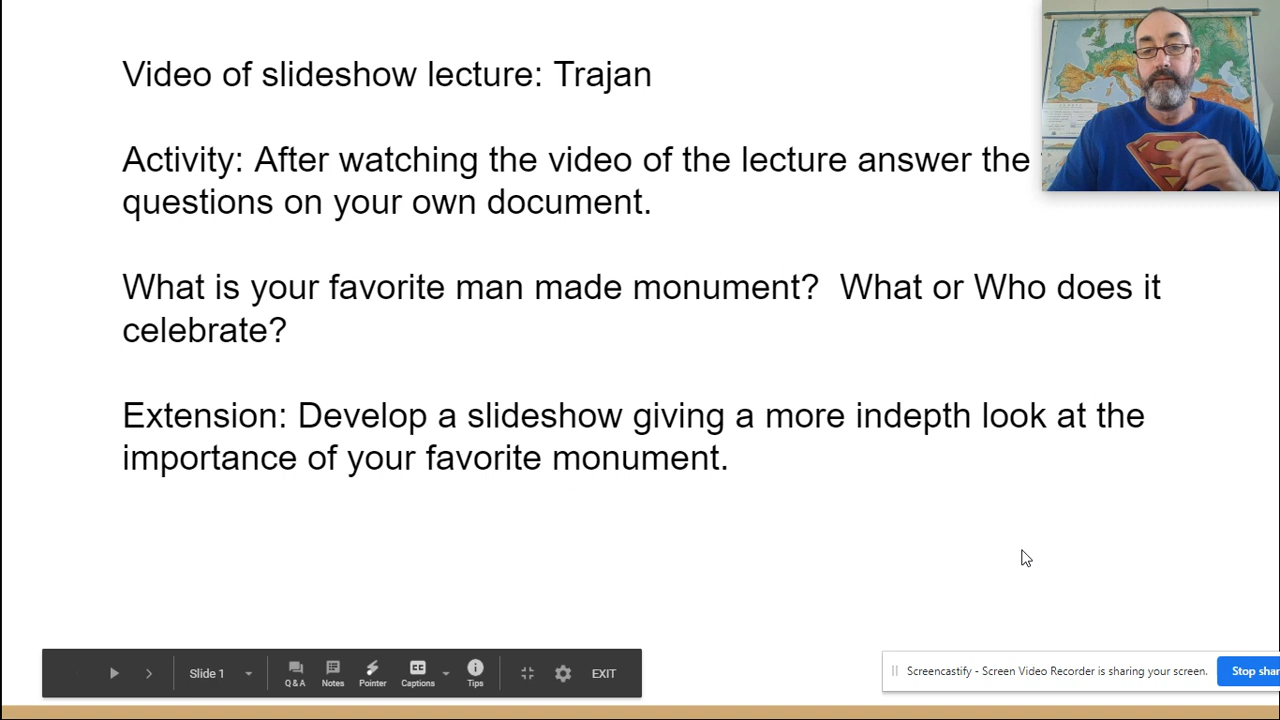 Video of slideshow lecture: Trajan
Activity: After watching the video of the lecture answer the
questions on your own document.
What is your favorite man made monument?  What or Who does it
celebrate?
Extension: Develop a slideshow giving a more indepth look at the
importance of your favorite monument.
Slide 1
Q & A
Notes
CC
Pointer
Captions
Tips
EXIT
Screencastify - Screen Video Recorder is sharing your screen.
Stop shar